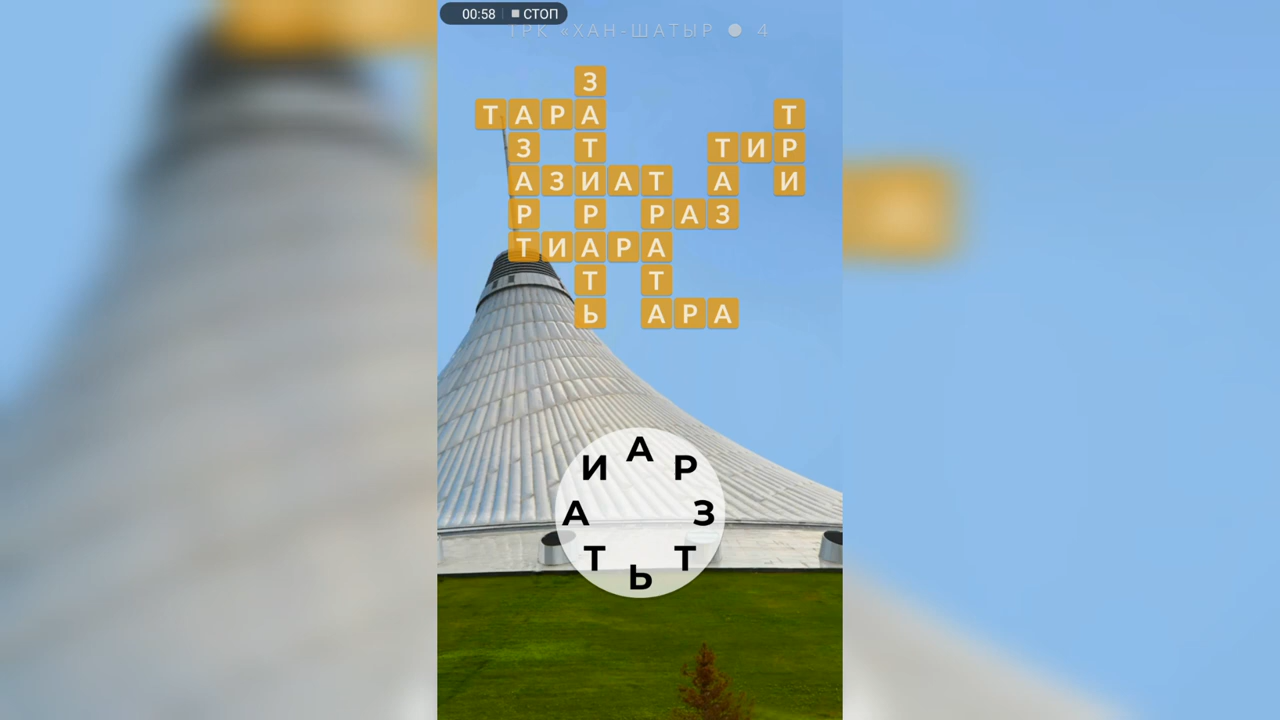 00:58 СТОП
ТРК «ХАН-ШАТЫР ● 4
З
ТАРА Т
З Т ТИР
АЗИАТ А И
Р Р РАЗ
ТИАРА
Т Т
Ь АРА
А
И Р
А З
Т Т
Ь